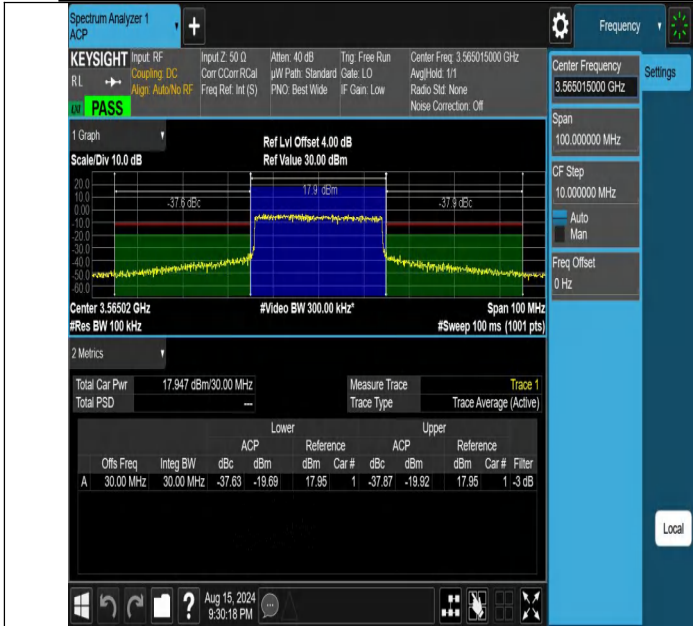 Spectrum Analyzer 1
ACP
+
Frequency
KEYSIGHT Input: RF Input Z: 50 Ω Atten: 40 dB Trig: Free Run Center Freq: 3.565015000 GHz
RL Coupling: DC Corr CCorr RCal µW Path: Standard Gate: LO Avg|Hold: 1/1
Align: Auto/No RF Freq Ref: Int (S) PNO: Best Wide IF Gain: Low Radio Std: None
LXI PASS Noise Correction: Off
Center Frequency
3.565015000 GHz
Settings
Span
100.000000 MHz
CF Step
10.000000 MHz
Auto
Man
Freq Offset
0 Hz
1 Graph
Ref Lvl Offset 4.00 dB
Scale/Div 10.0 dB Ref Value 30.00 dBm
20.0
10.0
0.00
-10.0
-20.0
-30.0
-40.0
-50.0
-60.0
-37.6 dBc 17.9 dBm -37.9 dBc
Center 3.56502 GHz #Video BW 300.00 kHz* Span 100 MHz
#Res BW 100 kHz #Sweep 100 ms (1001 pts)
2 Metrics
Total Car Pwr 17.947 dBm/30.00 MHz Measure Trace Trace 1
Total PSD --- Trace Type Trace Average (Active)
Lower Upper
ACP Reference ACP Reference
Offs Freq Integ BW dBc dBm dBm Car # dBc dBm dBm Car # Filter
A 30.00 MHz 30.00 MHz -37.63 -19.69 17.95 1 -37.87 -19.92 17.95 1 -3 dB
Local
? Aug 15, 2024
9:30:18 PM